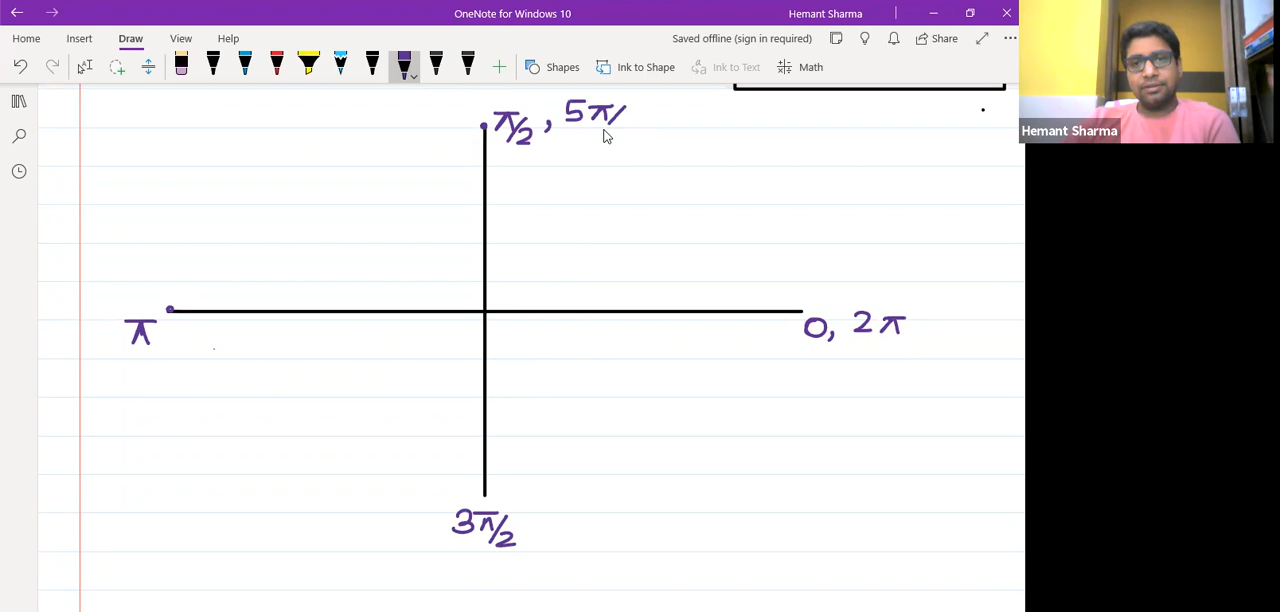 OneNote for Windows 10
Hemant Sharma
Home Insert Draw View Help
Saved offline (sign in required) Share
Shapes Ink to Shape Ink to Text Math
Hemant Sharma
π/2 , 5π/
π
0, 2π
3π/2